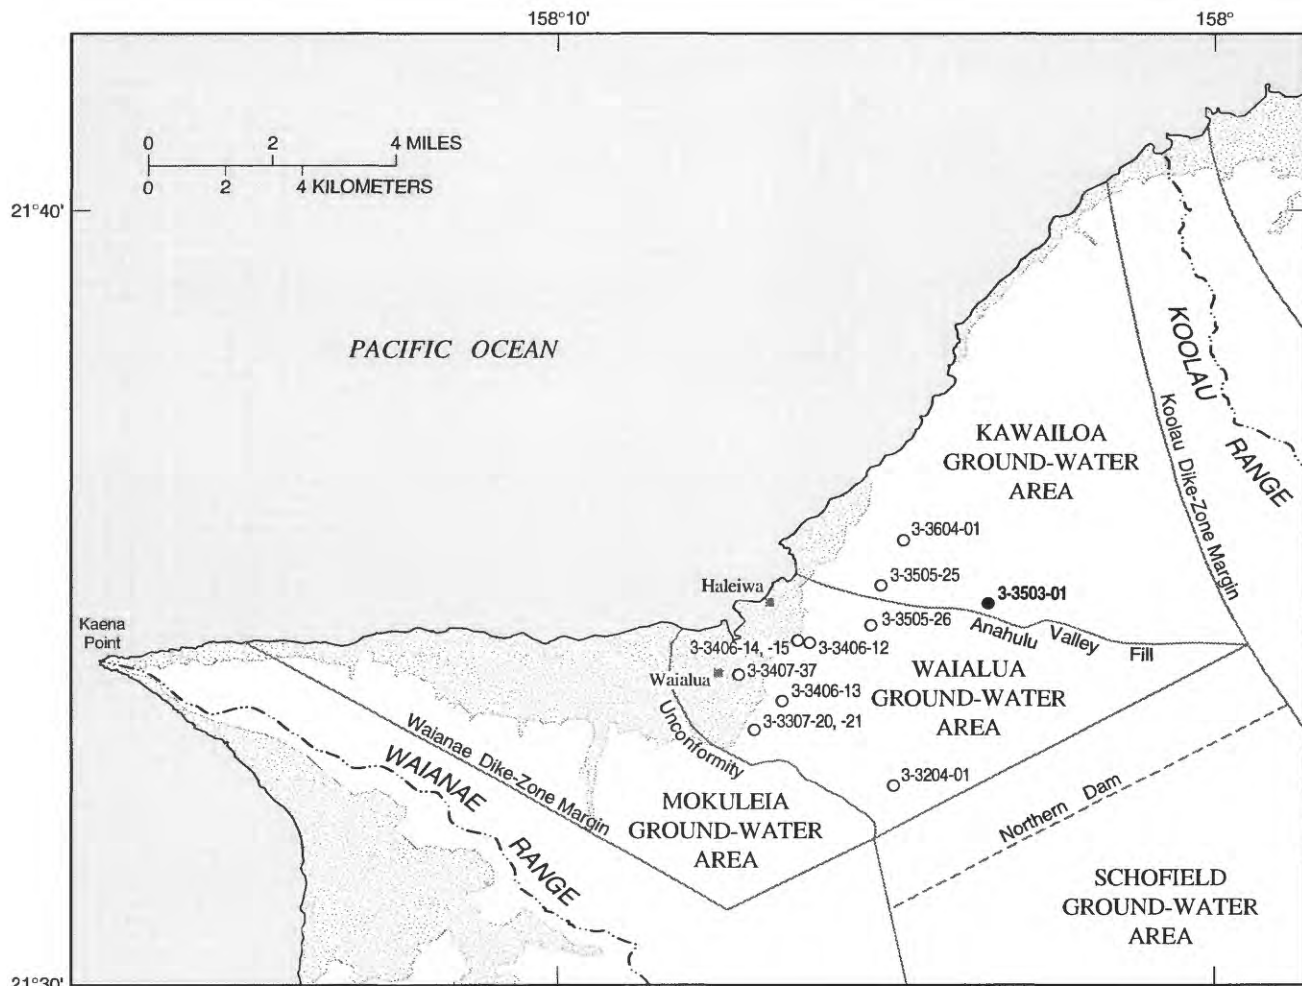 158°10'
158°
0 2 4 MILES
0 2 4 KILOMETERS
21°40'
PACIFIC OCEAN
KOOLAU
RANGE
Koolau Dike-Zone Margin
KAWAILOA
GROUND-WATER
AREA
3-3604-01
3-3505-25
3-3503-01
Haleiwa
3-3505-26
Anahulu Valley Fill
Kaena
Point
3-3406-14, -15
3-3406-12
Waialua
3-3407-37
WAIALUA
GROUND-WATER
AREA
3-3406-13
3-3307-20, -21
Unconformity
Waianae Dike-Zone Margin
WAIANAE
RANGE
3-3204-01
MOKULEIA
GROUND-WATER
AREA
Northern Dam
SCHOFIELD
GROUND-WATER
AREA
21°30'